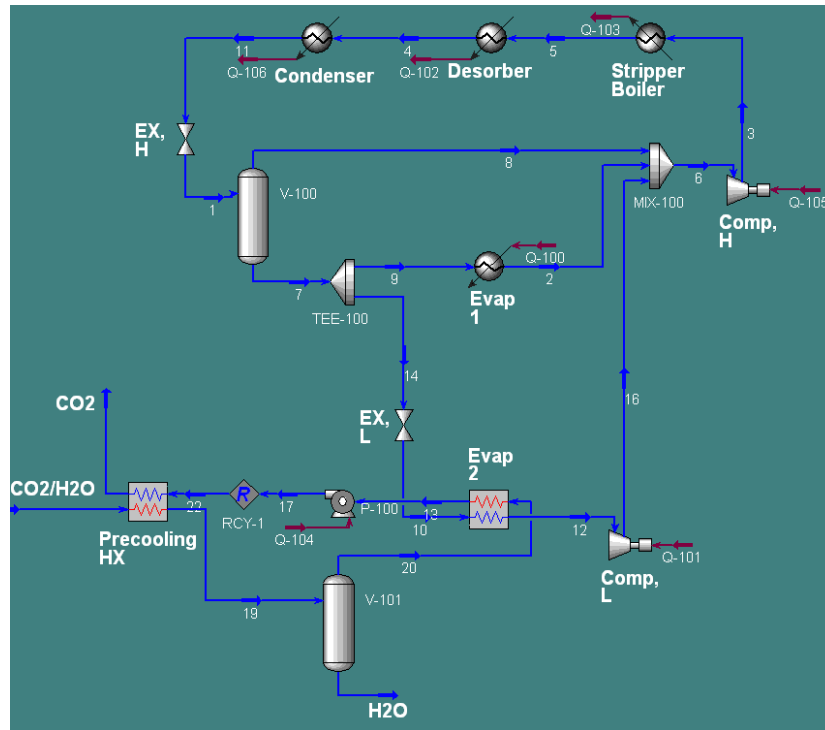 11
4
5
Q-103
Q-106
Condenser
Q-102
Desorber
Stripper
Boiler
3
EX,
H
8
6
V-100
MIX-100
Q-105
1
Comp,
H
9
Q-100
2
7
Evap
1
TEE-100
14
16
CO2
EX,
L
Evap
2
CO2/H2O
22
R
17
P-100
13
RCY-1
10
12
Precooling
HX
Q-104
20
Q-101
Comp,
L
19
V-101
H2O